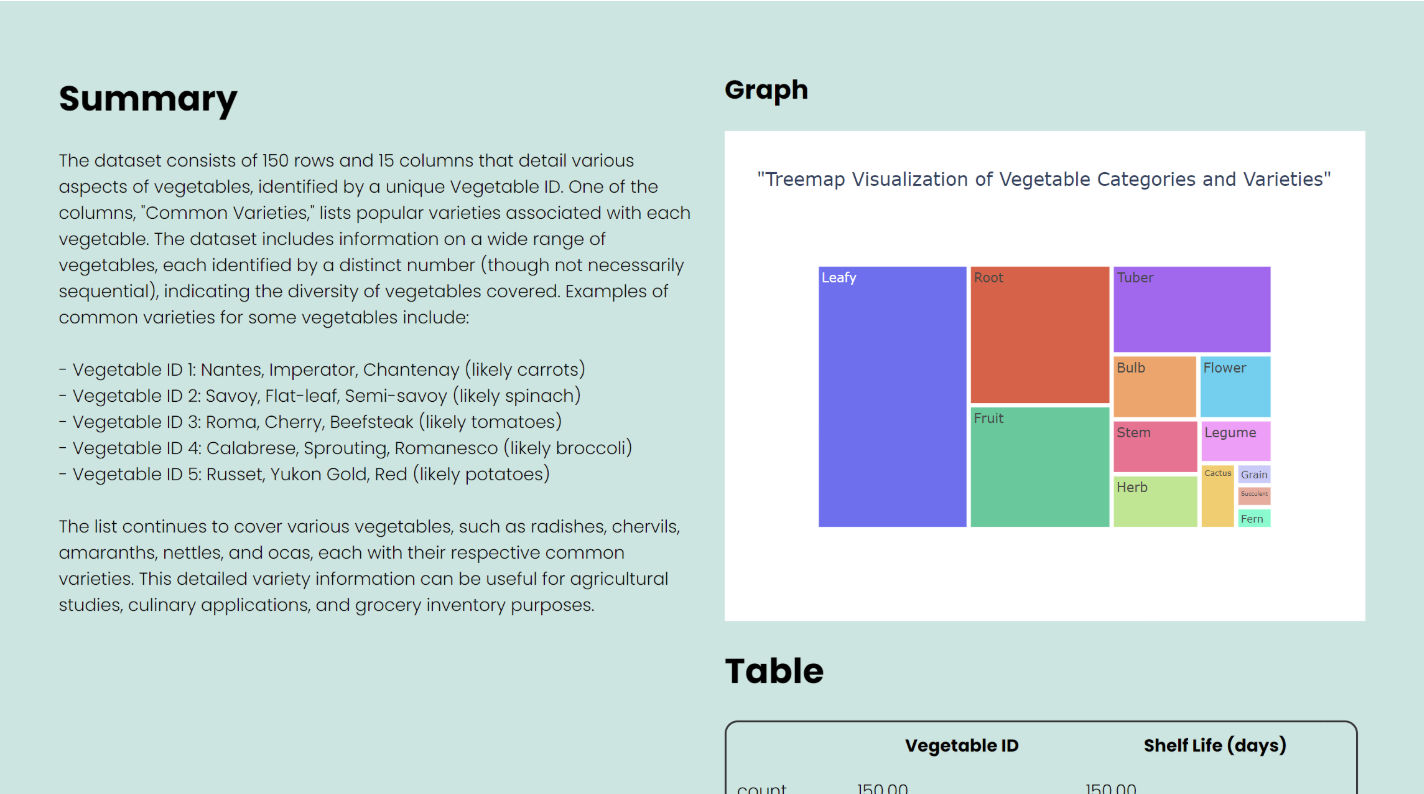 Summary
The dataset consists of 150 rows and 15 columns that detail various
aspects of vegetables, identified by a unique Vegetable ID. One of the
columns, "Common Varieties," lists popular varieties associated with each
vegetable. The dataset includes information on a wide range of
vegetables, each identified by a distinct number (though not necessarily
sequential), indicating the diversity of vegetables covered. Examples of
common varieties for some vegetables include:
- Vegetable ID 1: Nantes, Imperator, Chantenay (likely carrots)
- Vegetable ID 2: Savoy, Flat-leaf, Semi-savoy (likely spinach)
- Vegetable ID 3: Roma, Cherry, Beefsteak (likely tomatoes)
- Vegetable ID 4: Calabrese, Sprouting, Romanesco (likely broccoli)
- Vegetable ID 5: Russet, Yukon Gold, Red (likely potatoes)
The list continues to cover various vegetables, such as radishes, chervils,
amaranths, nettles, and ocas, each with their respective common
varieties. This detailed variety information can be useful for agricultural
studies, culinary applications, and grocery inventory purposes.
Graph
"Treemap Visualization of Vegetable Categories and Varieties"
Leafy
Root
Fruit
Tuber
Bulb
Flower
Stem
Legume
Herb
Cactus
Grain
Succulent
Fern
Table
Vegetable ID Shelf Life (days)
count 150.00 150.00